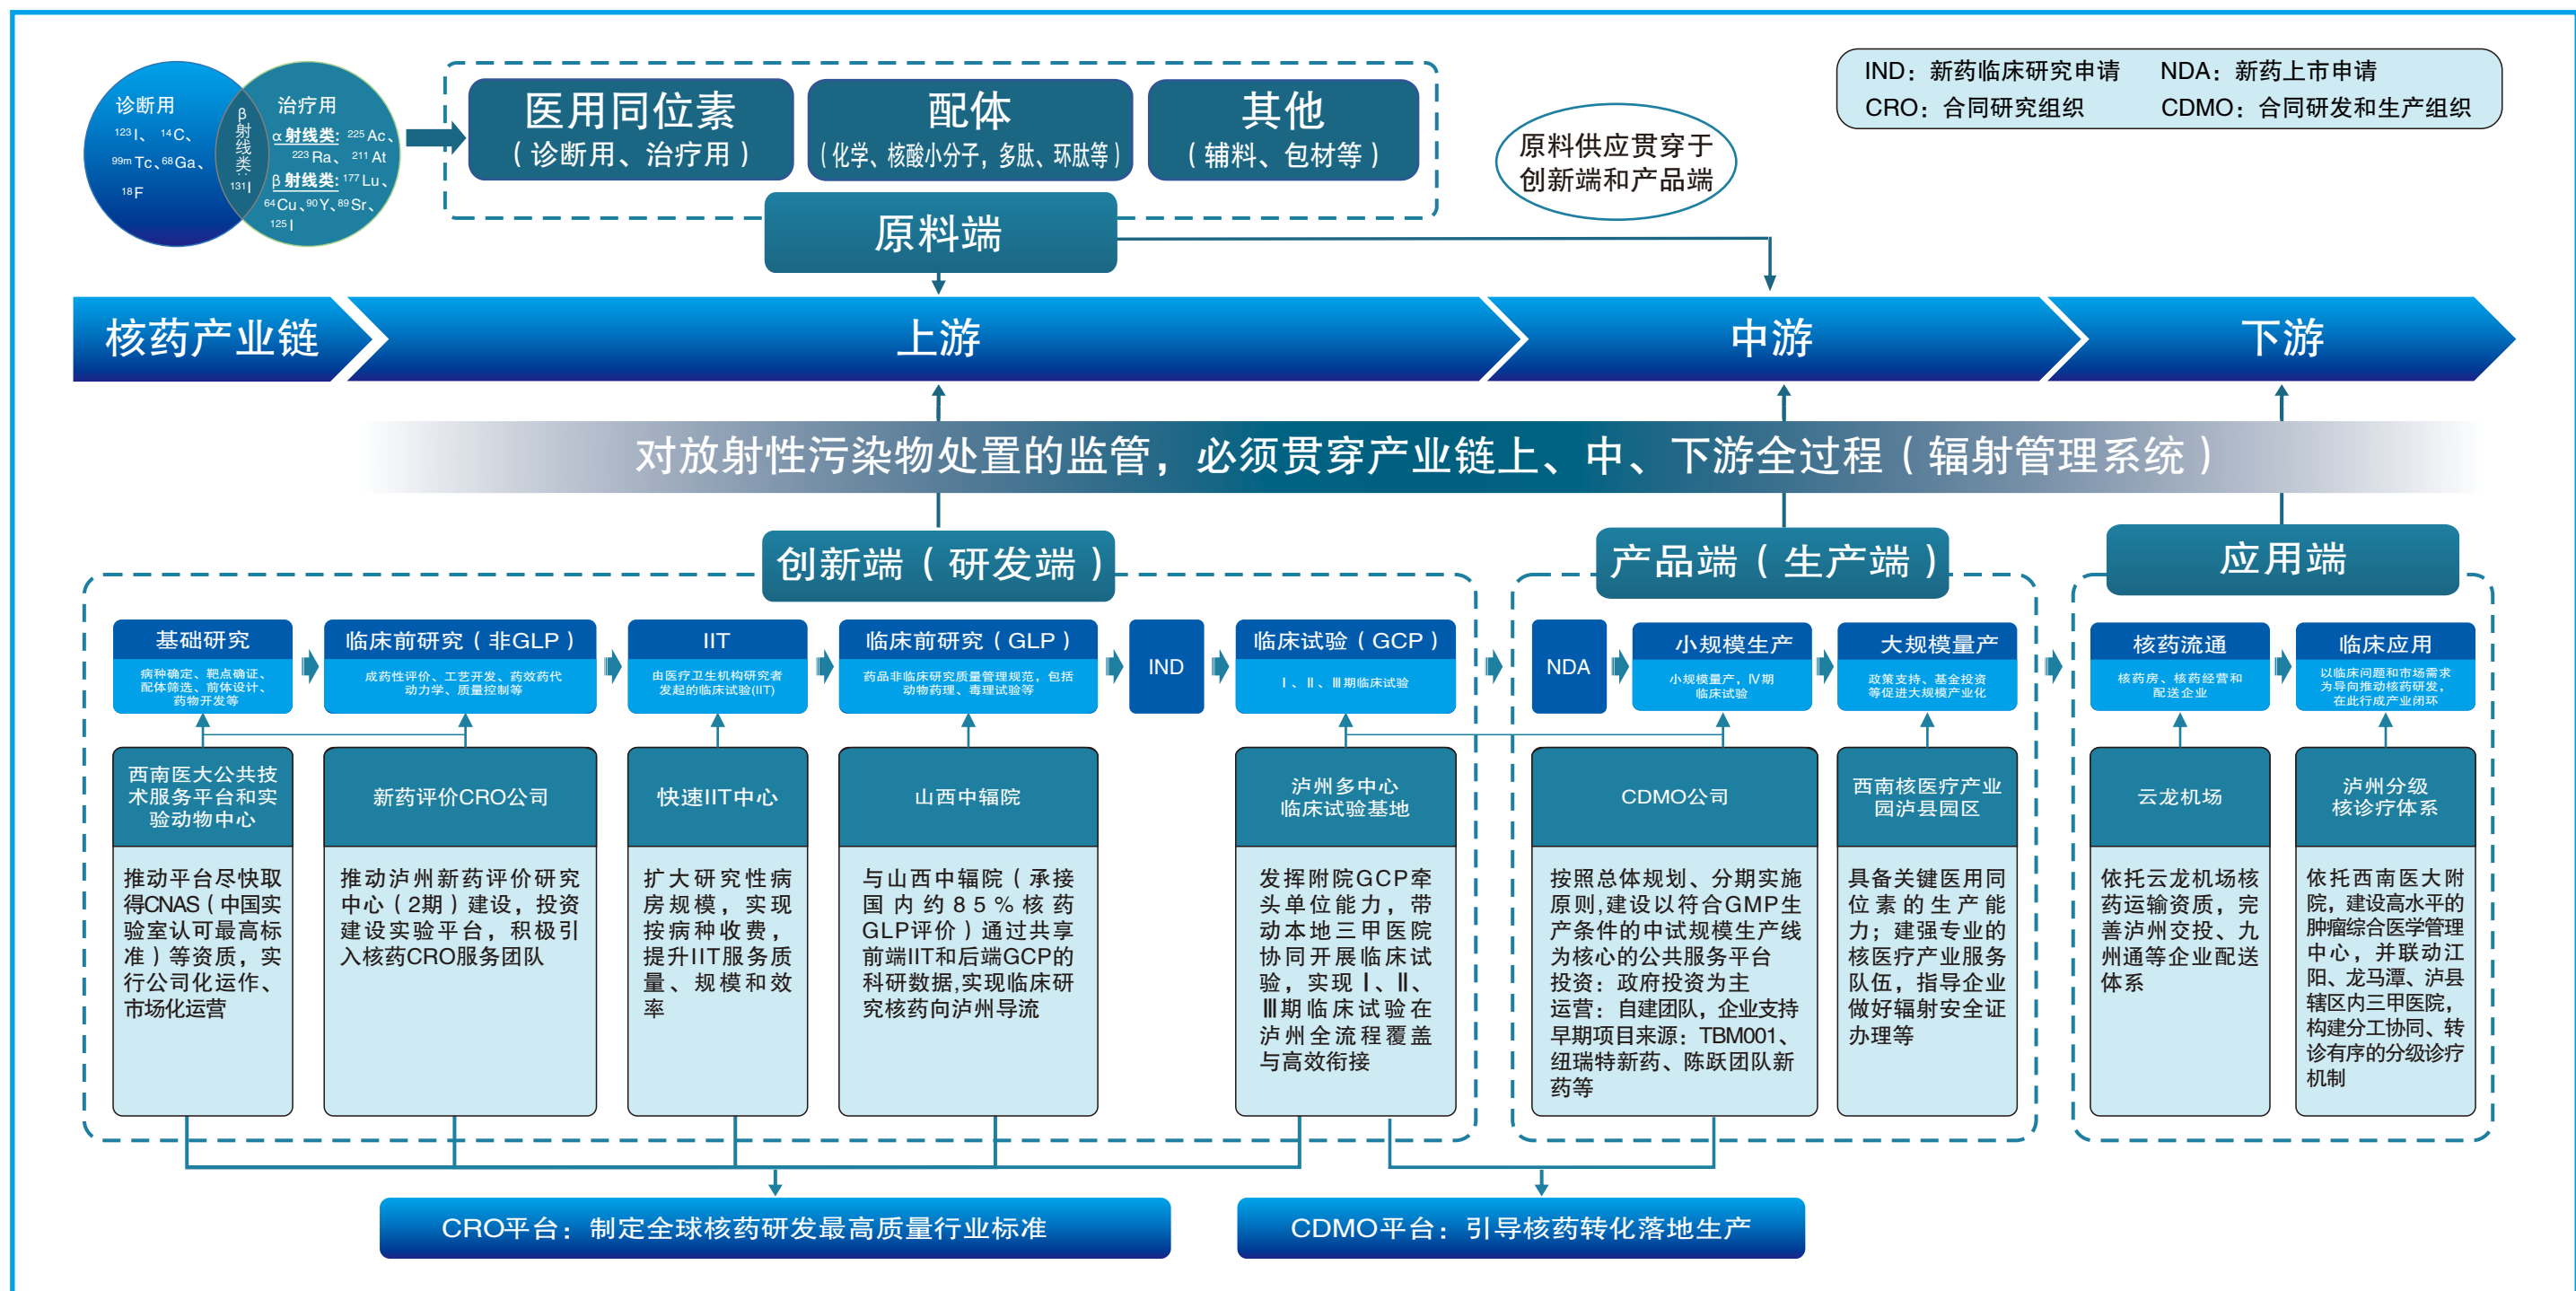 诊断用
¹²³I、 ¹⁴C、
⁹⁹ᵐTc、⁶⁸Ga、
¹⁸F
β射线类:
¹³¹I
治疗用
α射线类: ²²⁵Ac、
²²³Ra、 ²¹¹At
β射线类: ¹⁷⁷Lu、
⁶⁴Cu、⁹⁰Y、⁸⁹Sr、
¹²⁵I
医用同位素
（诊断用、治疗用）
配体
（化学、核酸小分子，多肽、环肽等）
其他
（辅料、包材等）
原料端
原料供应贯穿于
创新端和产品端
IND：新药临床研究申请 NDA：新药上市申请
CRO：合同研究组织 CDMO：合同研发和生产组织
核药产业链
上游
中游
下游
对放射性污染物处置的监管，必须贯穿产业链上、中、下游全过程（辐射管理系统）
创新端（研发端）
产品端（生产端）
应用端
基础研究
病种确定、靶点确证、
配体筛选、前体设计、
药物开发等
临床前研究（非GLP）
成药性评价、工艺开发、药效药代
动力学、质量控制等
IIT
由医疗卫生机构研究者
发起的临床试验(IIT)
临床前研究（GLP）
药品非临床研究质量管理规范，包括
动物药理、毒理试验等
IND
临床试验（GCP）
Ⅰ、Ⅱ、Ⅲ期临床试验
NDA
小规模生产
小规模量产，Ⅳ期
临床试验
大规模量产
政策支持、基金投资
等促进大规模产业化
核药流通
核药房、核药经营和
配送企业
临床应用
以临床问题和市场需求
为导向推动核药研发，
在此行成产业闭环
西南医大公共技
术服务平台和实
验动物中心
推动平台尽快取
得CNAS（中国实
验室认可最高标
准）等资质，实
行公司化运作、
市场化运营
新药评价CRO公司
推动泸州新药评价研究
中心（2期）建设，投资
建设实验平台，积极引
入核药CRO服务团队
快速IIT中心
扩大研究性病
房规模，实现
按病种收费，
提升IIT服务质
量、规模和效
率
山西中辐院
与山西中辐院（承接
国内约85%核药
GLP评价）通过共享
前端IIT和后端GCP的
科研数据,实现临床研
究核药向泸州导流
泸州多中心
临床试验基地
发挥附院GCP牵
头单位能力，带
动本地三甲医院
协同开展临床试
验，实现Ⅰ、Ⅱ、
Ⅲ期临床试验在
泸州全流程覆盖
与高效衔接
CDMO公司
按照总体规划、分期实施
原则,建设以符合GMP生
产条件的中试规模生产线
为核心的公共服务平台
投资：政府投资为主
运营：自建团队，企业支持
早期项目来源：TBM001、
纽瑞特新药、陈跃团队新
药等
西南核医疗产业
园泸县园区
具备关键医用同
位素的生产能
力；建强专业的
核医疗产业服务
队伍，指导企业
做好辐射安全证
办理等
云龙机场
依托云龙机场核
药运输资质，完
善泸州交投、九
州通等企业配送
体系
泸州分级
核诊疗体系
依托西南医大附
院，建设高水平的
肿瘤综合医学管理
中心，并联动江
阳、龙马潭、泸县
辖区内三甲医院，
构建分工协同、转
诊有序的分级诊疗
机制
CRO平台：制定全球核药研发最高质量行业标准
CDMO平台：引导核药转化落地生产